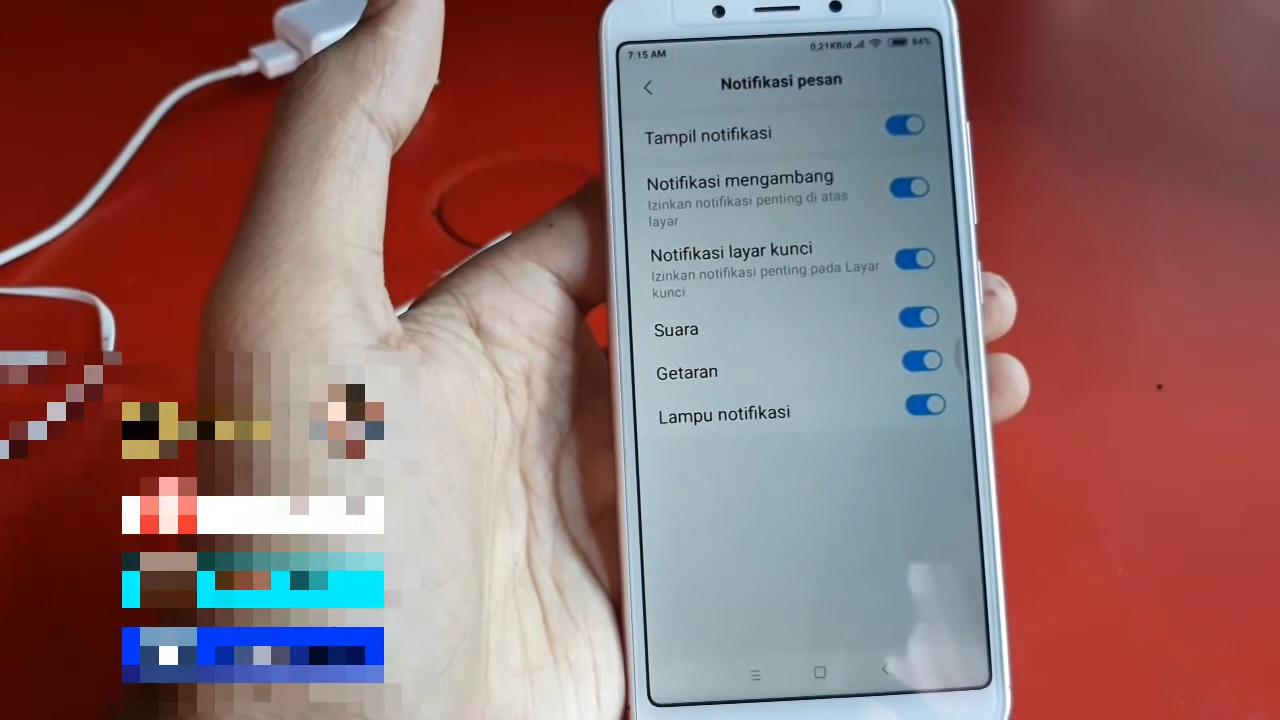 7:15 AM
0,21KB/d
84%
Notifikasi pesan
Tampil notifikasi
Notifikasi mengambang
Izinkan notifikasi penting di atas
layar
Notifikasi layar kunci
Izinkan notifikasi penting pada Layar
kunci
Suara
Getaran
Lampu notifikasi